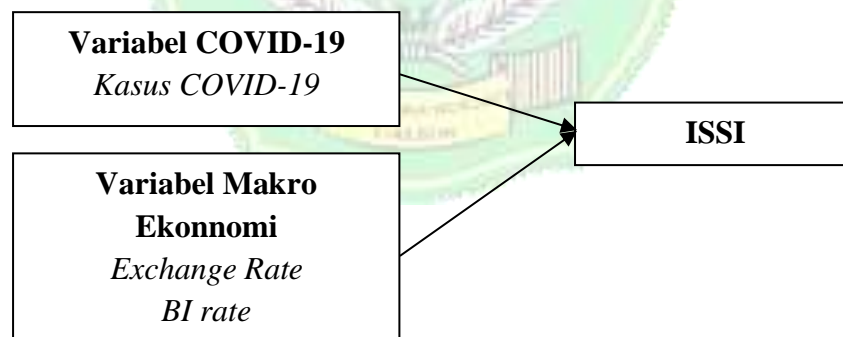 Variabel COVID-19
Kasus COVID-19
ISSI
Variabel Makro
Ekonnomi
Exchange Rate
BI rate